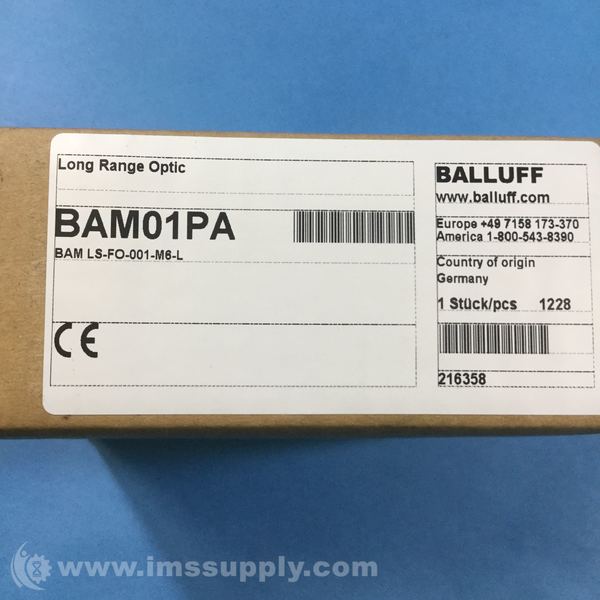 Long Range Optic
BAM01PA
BAM LS-FO-001-M6-L
CE
BALLUFF
www.balluff.com
Europe +49 7158 173-370
America 1-800-543-8390
Country of origin
Germany
1 Stück/pcs 1228
216358
www.imssupply.com